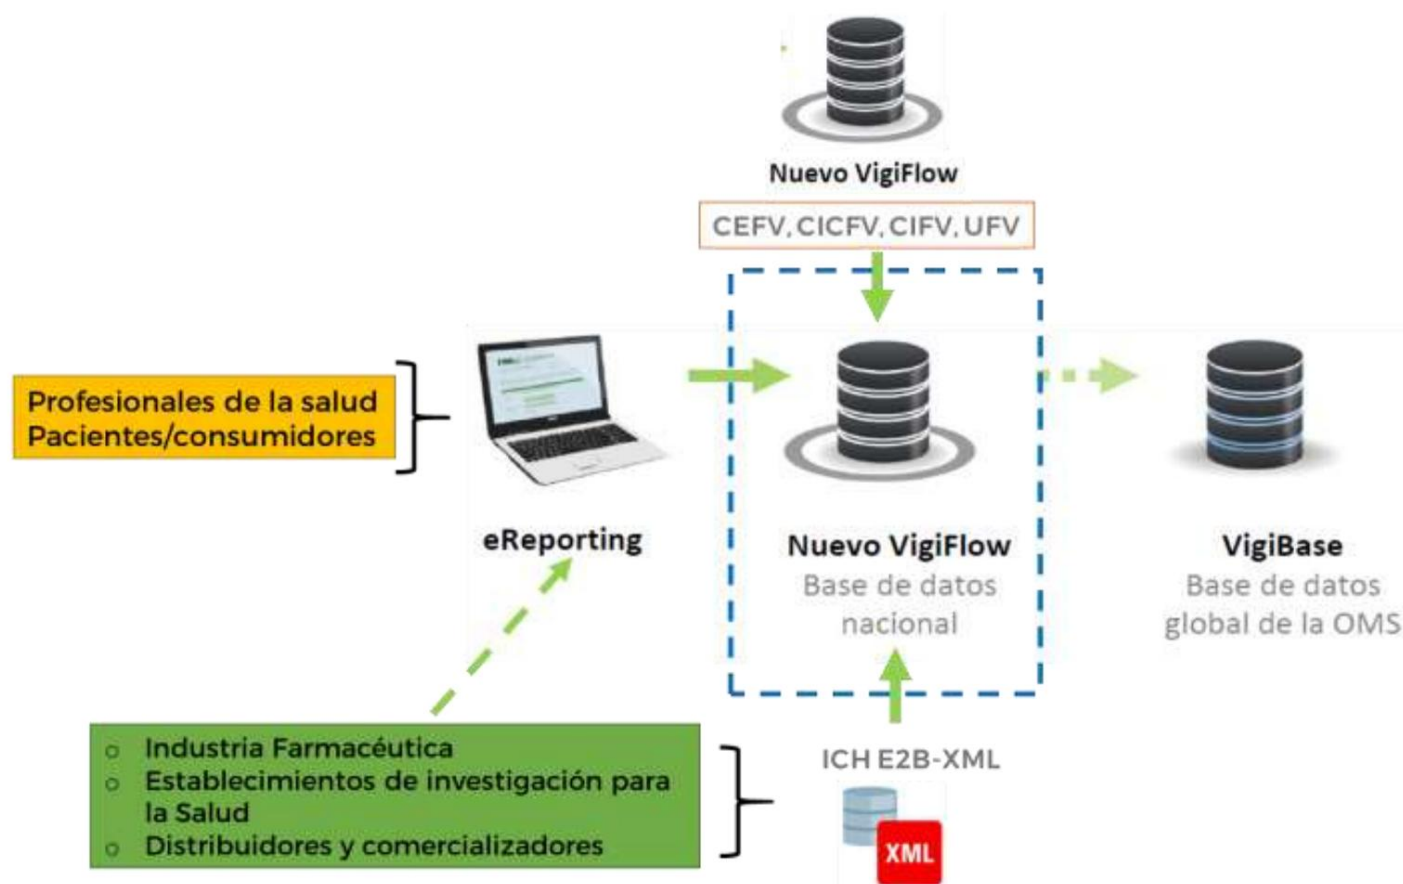 Nuevo VigiFlow
CEFV, CICFV, CIFV, UFV
Profesionales de la salud
Pacientes/consumidores
eReporting
Nuevo VigiFlow
Base de datos
nacional
VigiBase
Base de datos
global de la OMS
o Industria Farmacéutica
o Establecimientos de investigación para
la Salud
o Distribuidores y comercializadores
ICH E2B-XML
XML